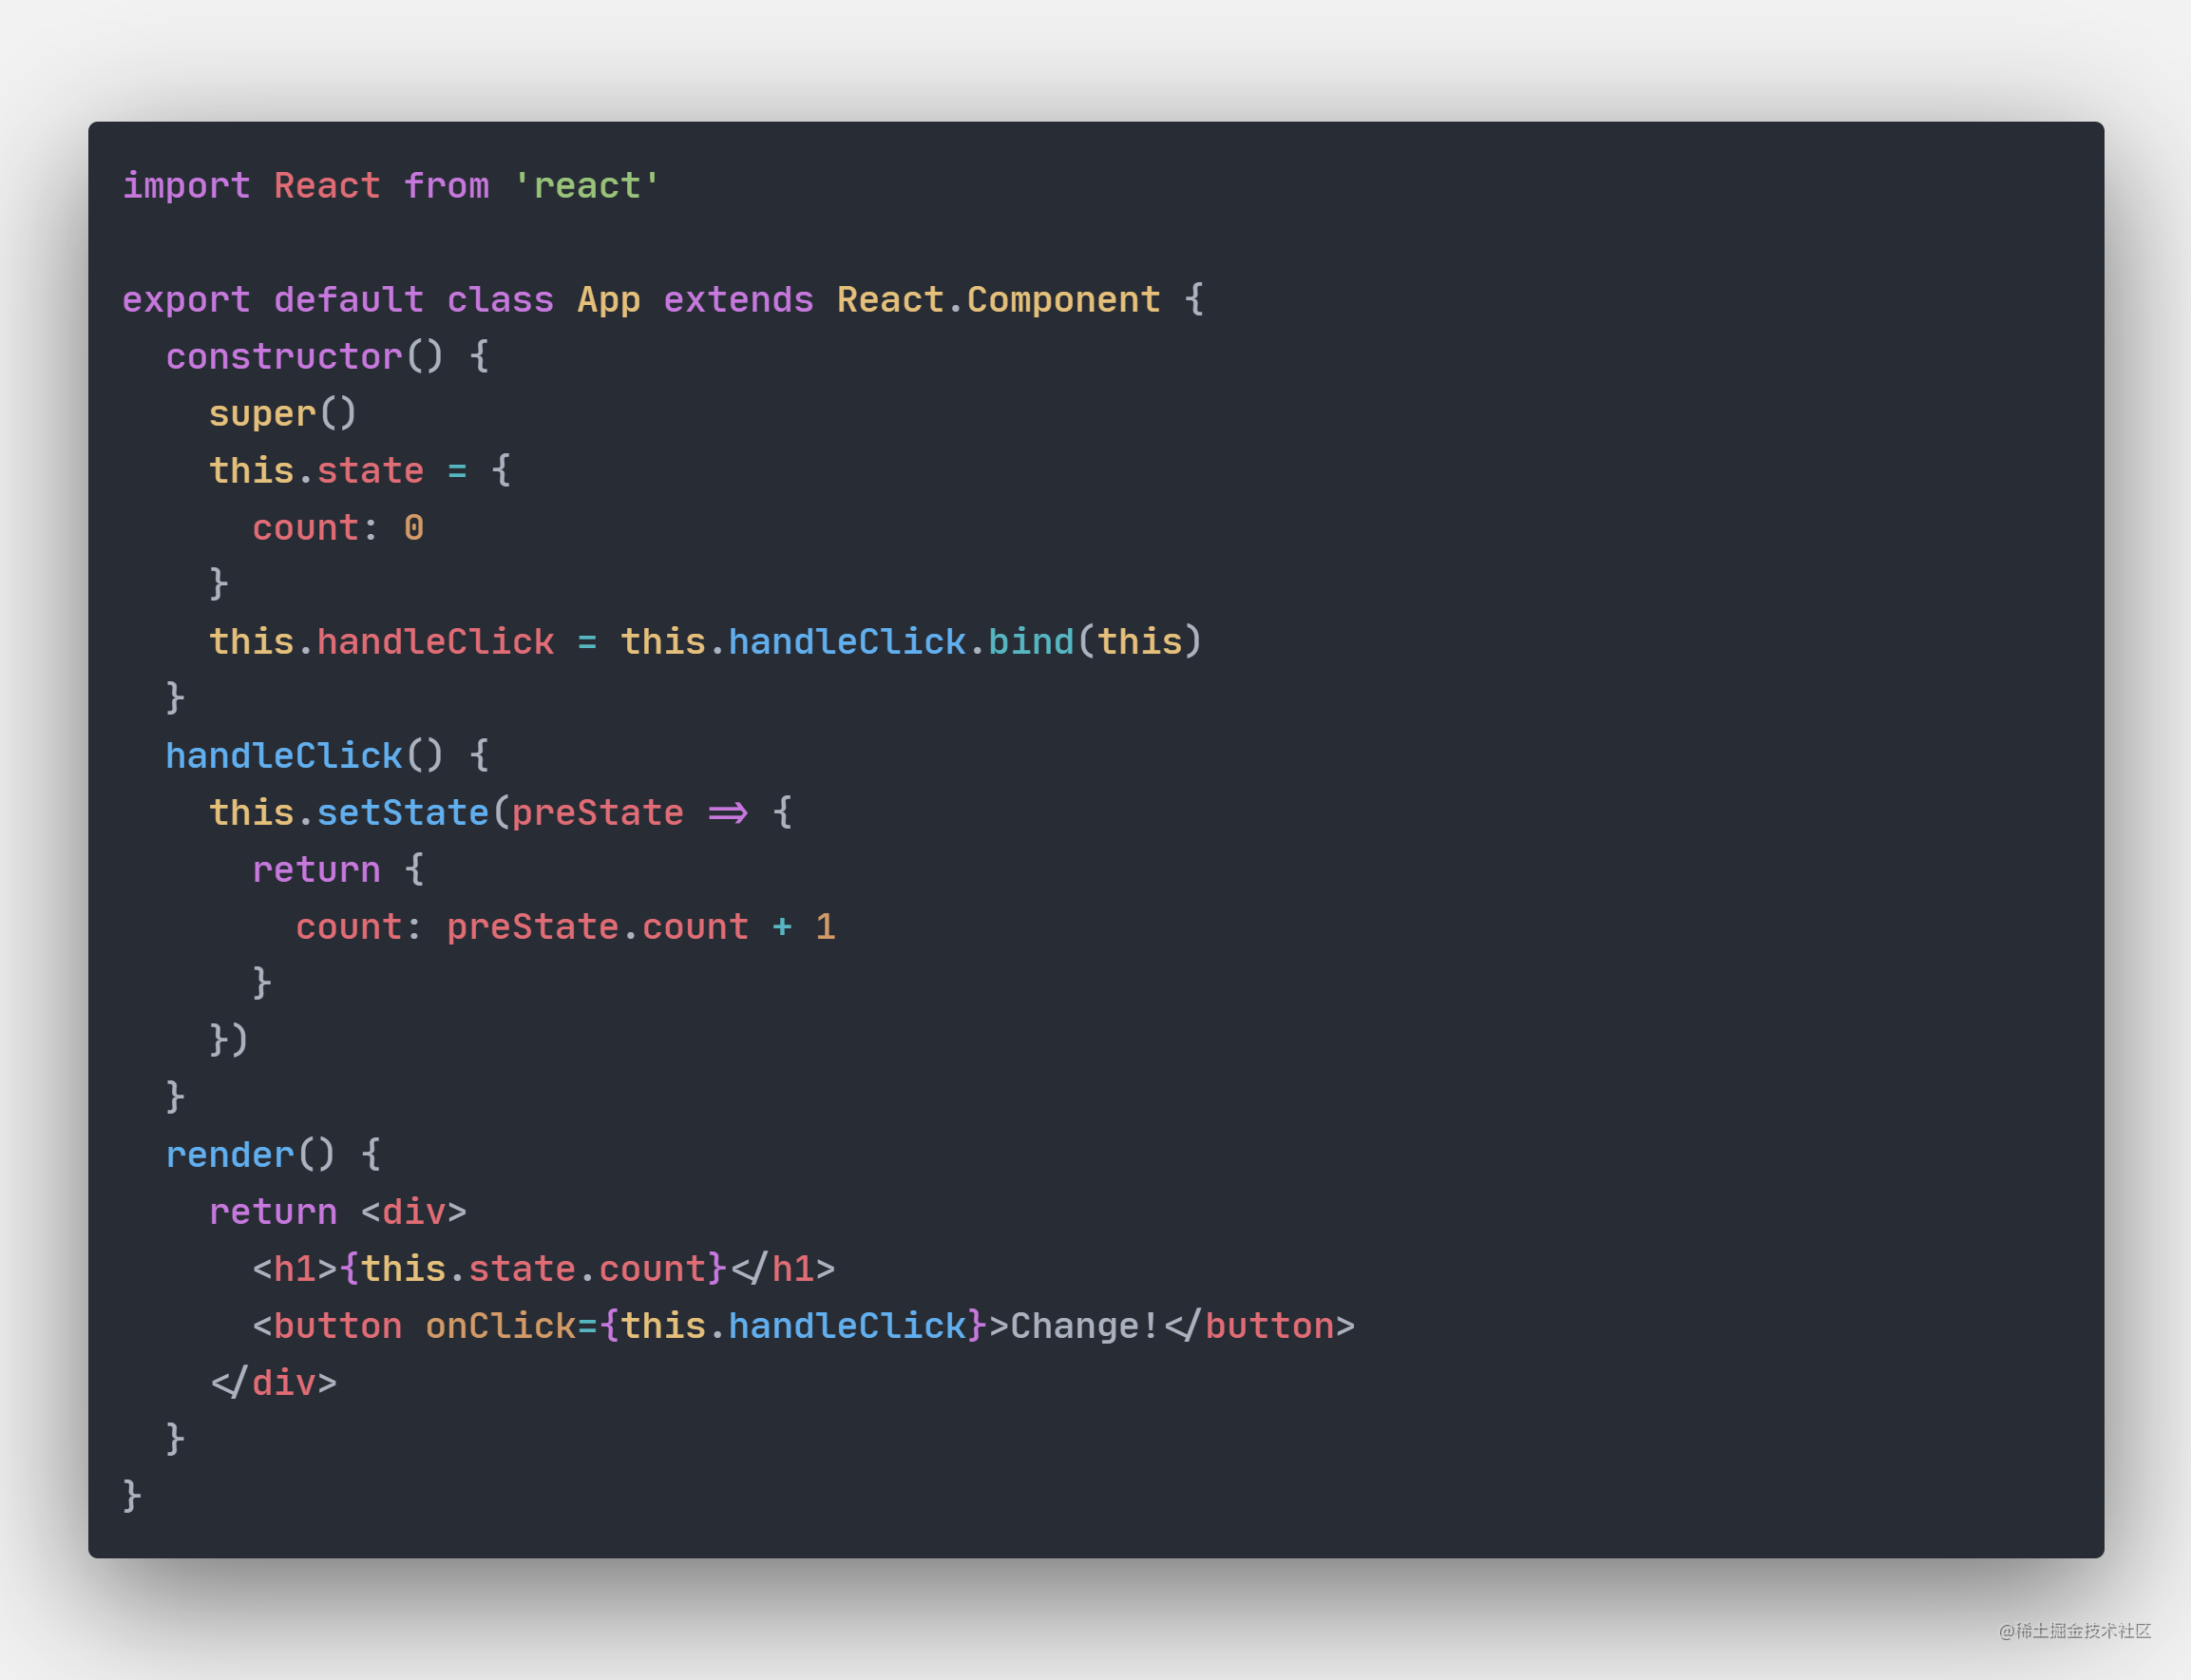 import React from 'react'

export default class App extends React.Component {
  constructor() {
    super()
    this.state = {
      count: 0
    }
    this.handleClick = this.handleClick.bind(this)
  }
  handleClick() {
    this.setState(preState => {
      return {
        count: preState.count + 1
      }
    })
  }
  render() {
    return <div>
      <h1>{this.state.count}</h1>
      <button onClick={this.handleClick}>Change!</button>
    </div>
  }
}
@稀土掘金技术社区